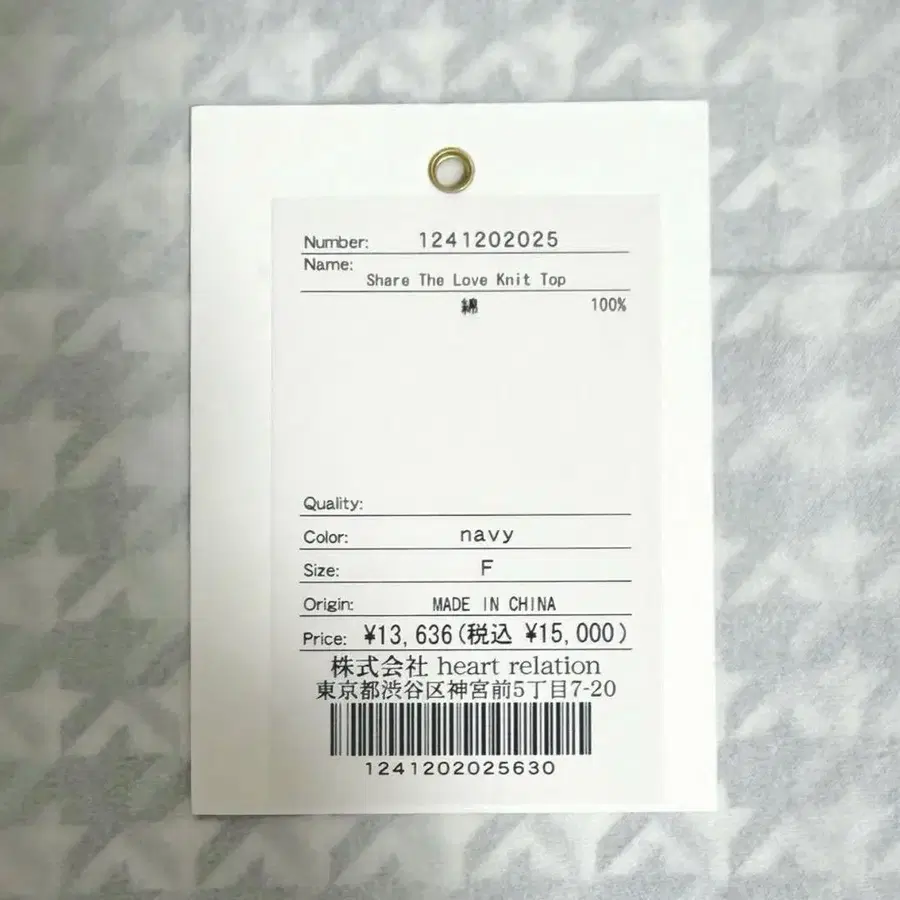 Number: 1241202025
Name:
Share The Love Knit Top
綿 100%
Quality:
Color: navy
Size: F
Origin: MADE IN CHINA
Price: ¥13,636(税込 ¥15,000)
株式会社 heart relation
東京都渋谷区神宮前5丁目7-20
1241202025630